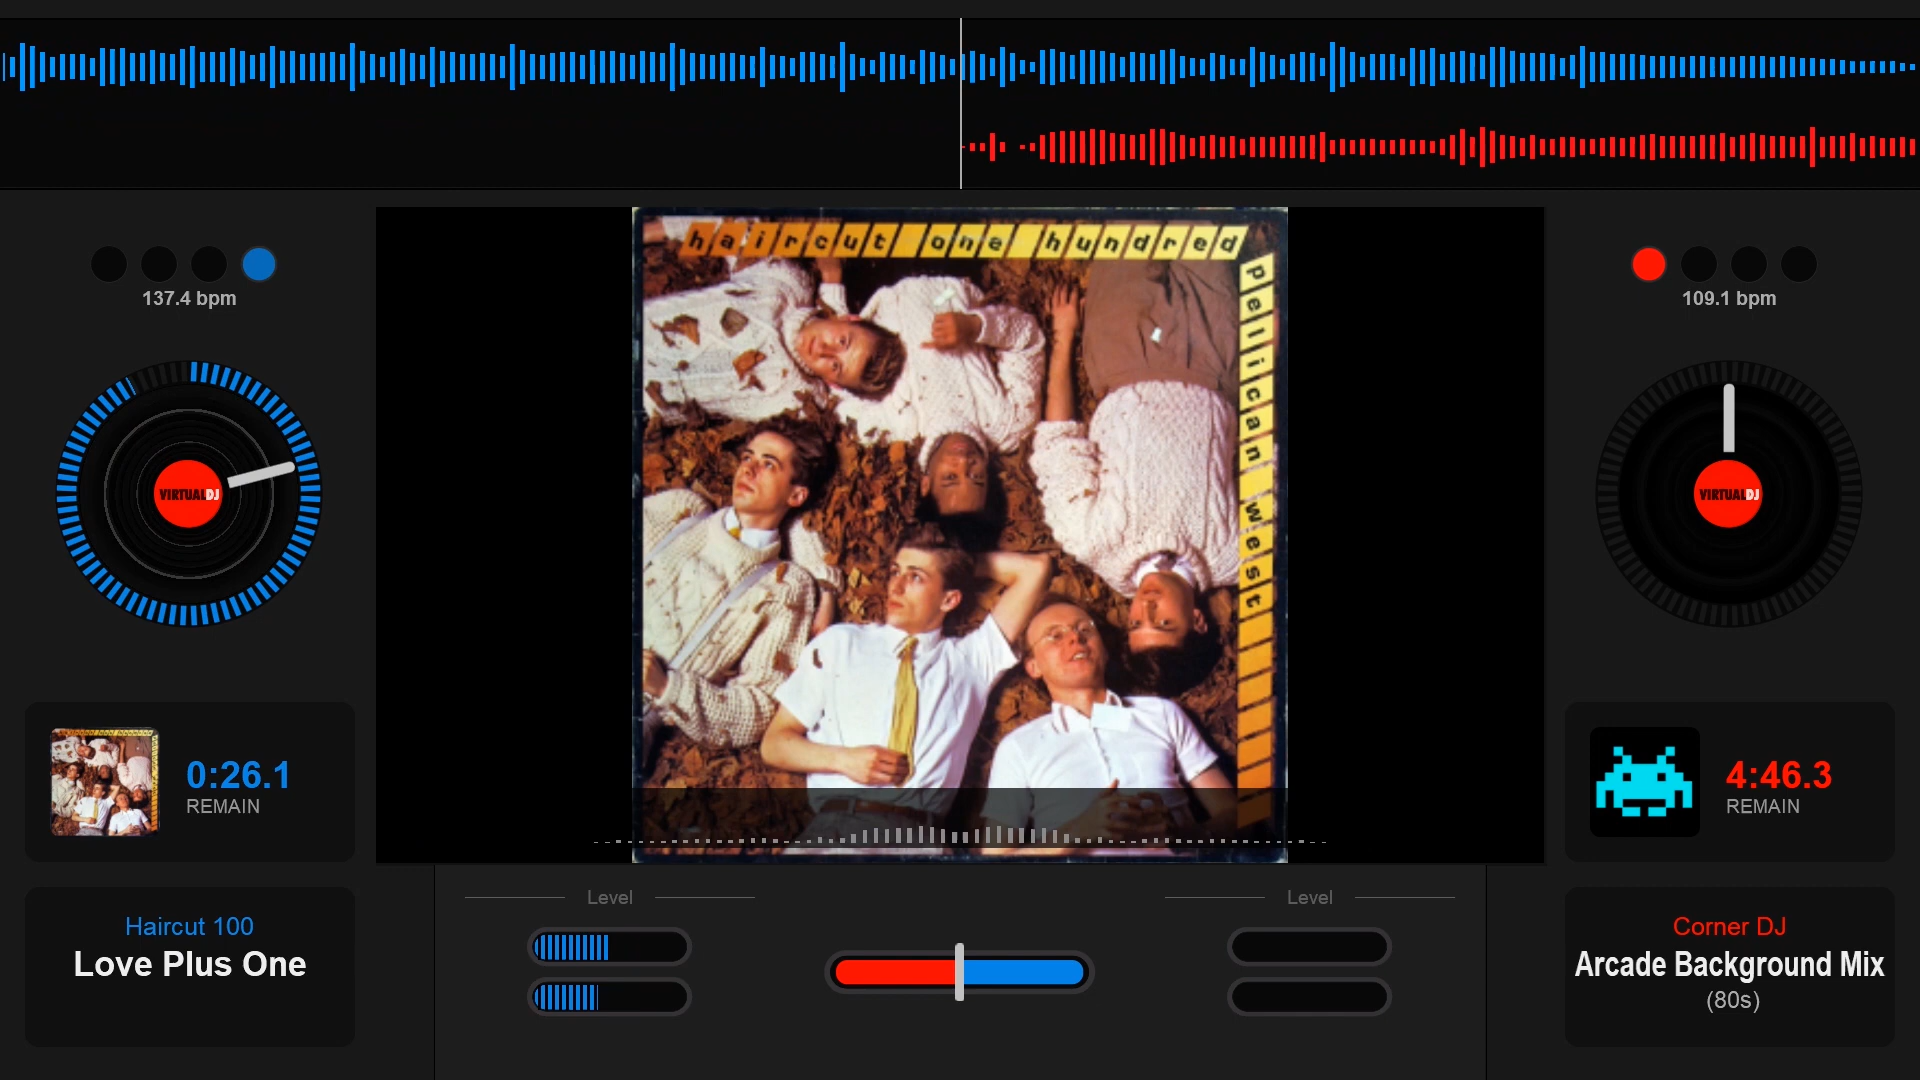 haircut one hundred
pelican west
137.4 bpm
109.1 bpm
VIRTUALDJ
VIRTUALDJ
0:26.1
REMAIN
4:46.3
REMAIN
Level
Level
Haircut 100
Love Plus One
Corner DJ
Arcade Background Mix
(80s)